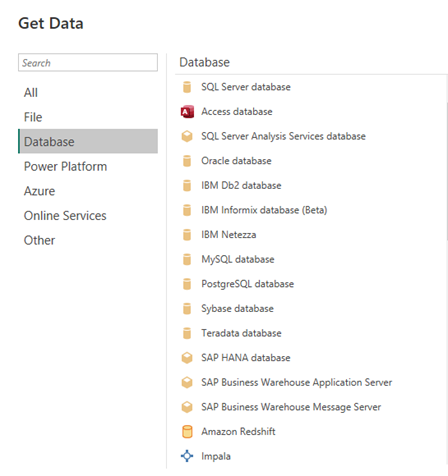 Get Data
Search
All
File
Database
Power Platform
Azure
Online Services
Other
Database
SQL Server database
Access database
SQL Server Analysis Services database
Oracle database
IBM Db2 database
IBM Informix database (Beta)
IBM Netezza
MySQL database
PostgreSQL database
Sybase database
Teradata database
SAP HANA database
SAP Business Warehouse Application Server
SAP Business Warehouse Message Server
Amazon Redshift
Impala